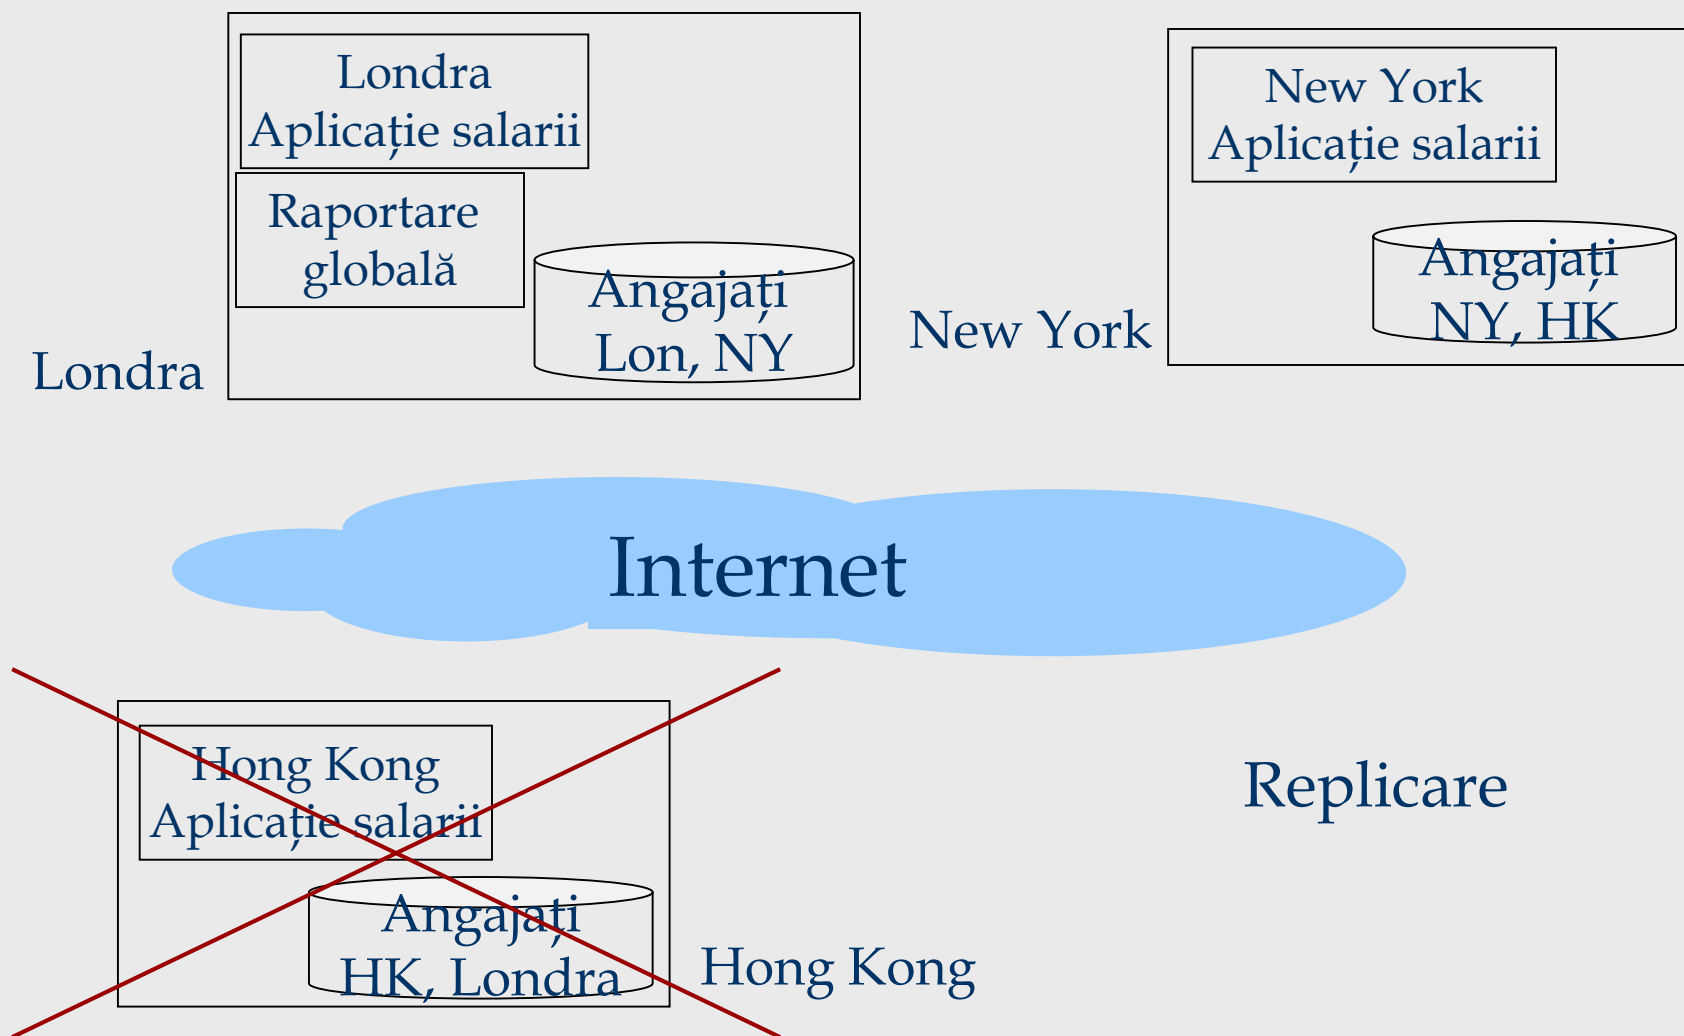 Londra
Aplicație salarii
Raportare
globală
Angajați
Lon, NY
Londra
New York
Aplicație salarii
Angajați
NY, HK
New York
Internet
Hong Kong
Aplicație salarii
Angajați
HK, Londra
Hong Kong
Replicare